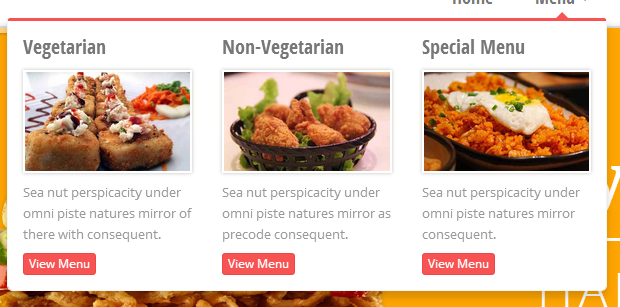 Home Menu
Vegetarian
Sea nut perspicacity under
omni piste natures mirror of
there with consequent.
View Menu
Non-Vegetarian
Sea nut perspicacity under
omni piste natures mirror as
precode consequent.
View Menu
Special Menu
Sea nut perspicacity under
omni piste natures mirror
consequent.
View Menu